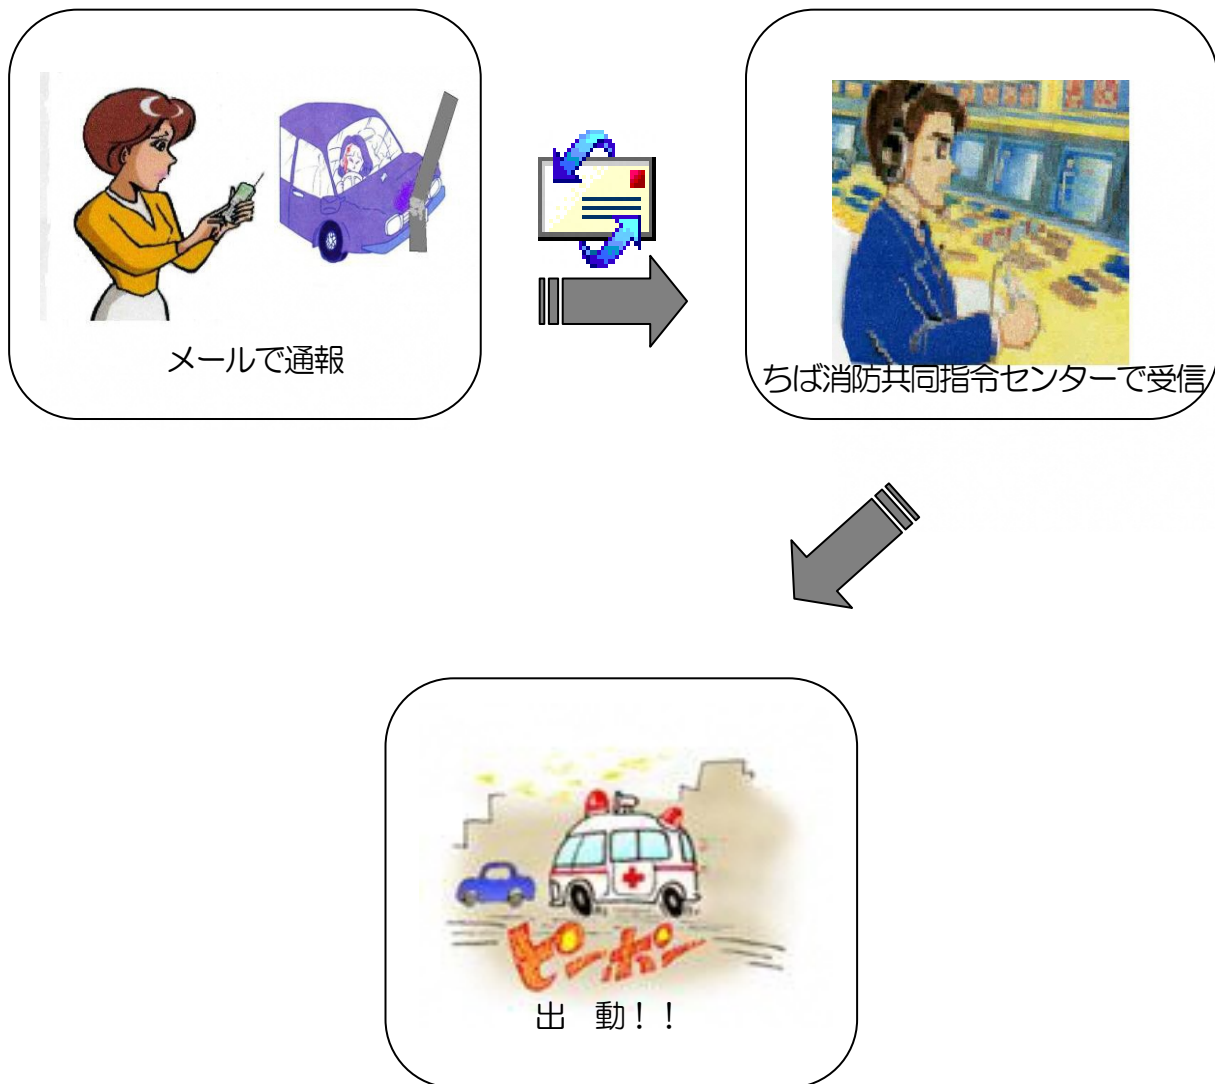 メールで通報
ちば消防共同指令センターで受信
ピーポー
出　動！！